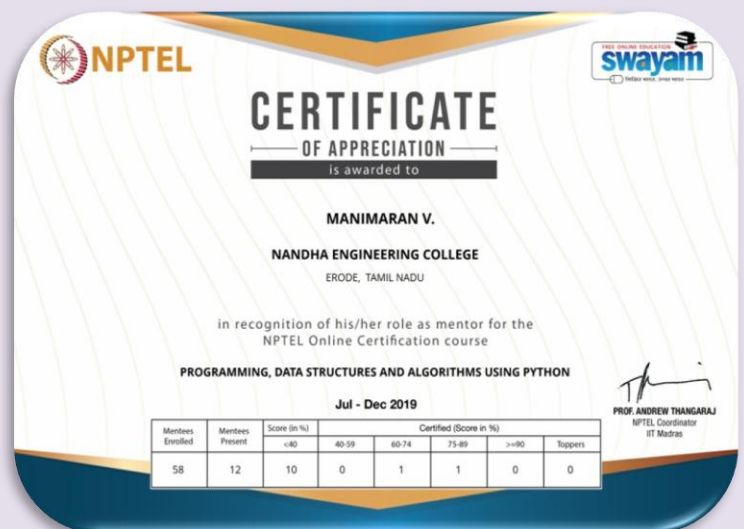 NPTEL
FREE ONLINE EDUCATION
swayam
CERTIFICATE
OF APPRECIATION
is awarded to
MANIMARAN V.
NANDHA ENGINEERING COLLEGE
ERODE, TAMIL NADU
in recognition of his/her role as mentor for the
NPTEL Online Certification course
PROGRAMMING, DATA STRUCTURES AND ALGORITHMS USING PYTHON
Jul - Dec 2019
PROF. ANDREW THANGARAJ
NPTEL Coordinator
IIT Madras
Mentees Enrolled Mentees Present Score (in %) Certified (Score in %)
<40 40-59 60-74 75-89 >=90 Toppers
58 12 10 0 1 1 0 0